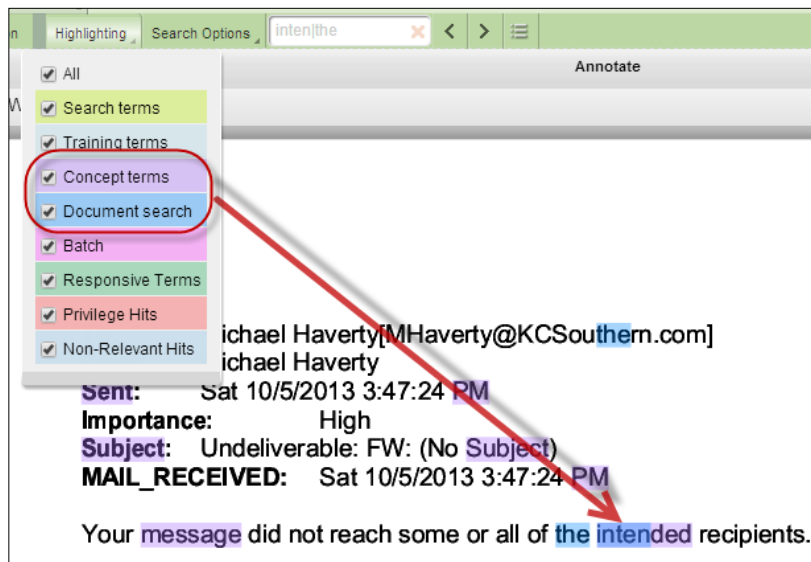 n Highlighting Search Options inten|the
Annotate
All
W
Search terms
Training terms
Concept terms
Document search
Batch
Responsive Terms
Privilege Hits
Non-Relevant Hits
ichael Haverty[MHaverty@KCSouthern.com]
ichael Haverty
Sent: Sat 10/5/2013 3:47:24 PM
Importance: High
Subject: Undeliverable: FW: (No Subject)
MAIL_RECEIVED: Sat 10/5/2013 3:47:24 PM
Your message did not reach some or all of the intended recipients.